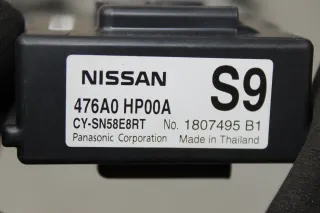 NISSAN S9
476A0 HP00A
CY-SN58E8RT No. 1807495 B1
Panasonic Corporation Made in Thailand